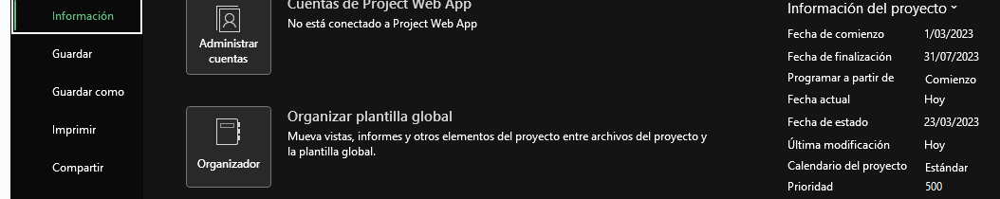 Información
Guardar
Guardar como
Imprimir
Compartir
Administrar
cuentas
Cuentas de Project Web App
No está conectado a Project Web App
Organizador
Organizar plantilla global
Mueva vistas, informes y otros elementos del proyecto entre archivos del proyecto y
la plantilla global.
Información del proyecto
Fecha de comienzo 1/03/2023
Fecha de finalización 31/07/2023
Programar a partir de Comienzo
Fecha actual Hoy
Fecha de estado 23/03/2023
Última modificación Hoy
Calendario del proyecto Estándar
Prioridad 500